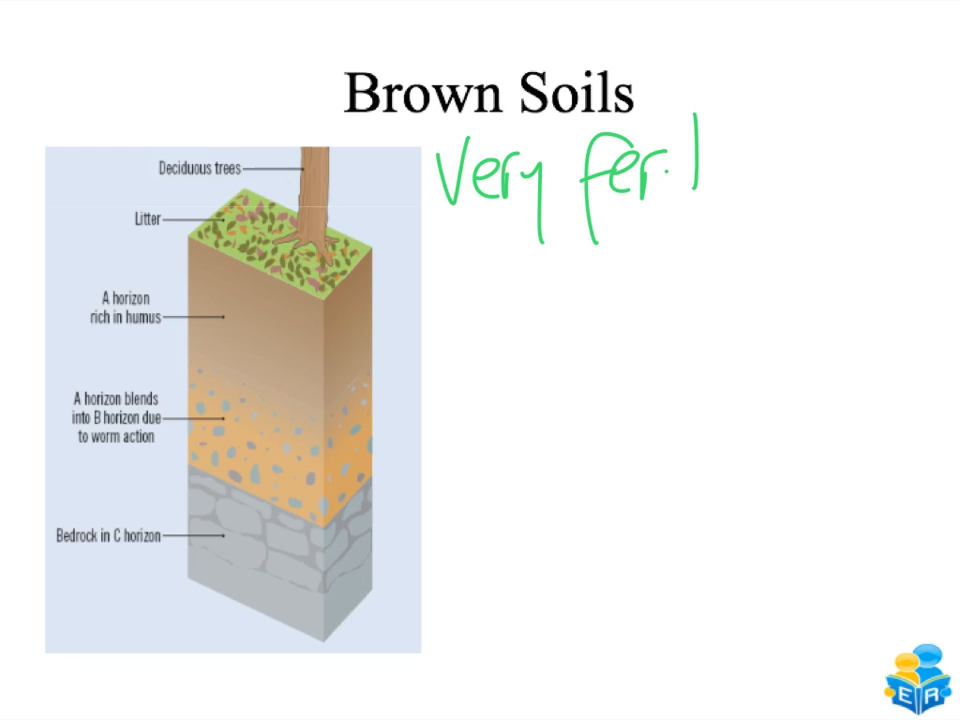 Brown Soils
Very
Deciduous trees
Litter
A horizon
rich in humus
A horizon blends
into B horizon due
to worm action
Bedrock in C horizon
E R